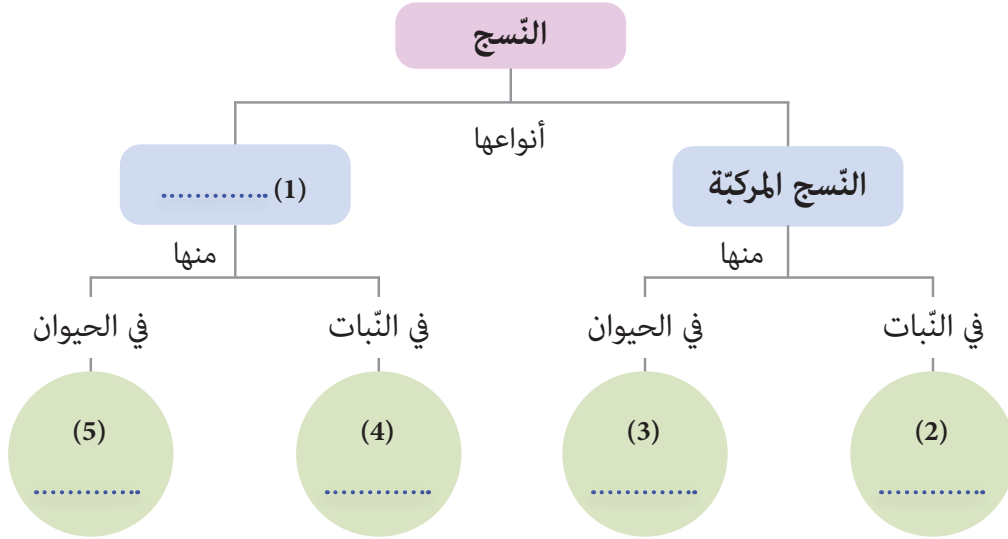 النّسج
أنواعها
النّسج المركبّة
(1) .............
منها
منها
في النّبات
في الحيوان
في النّبات
في الحيوان
(2)
.............
(3)
.............
(4)
.............
(5)
.............